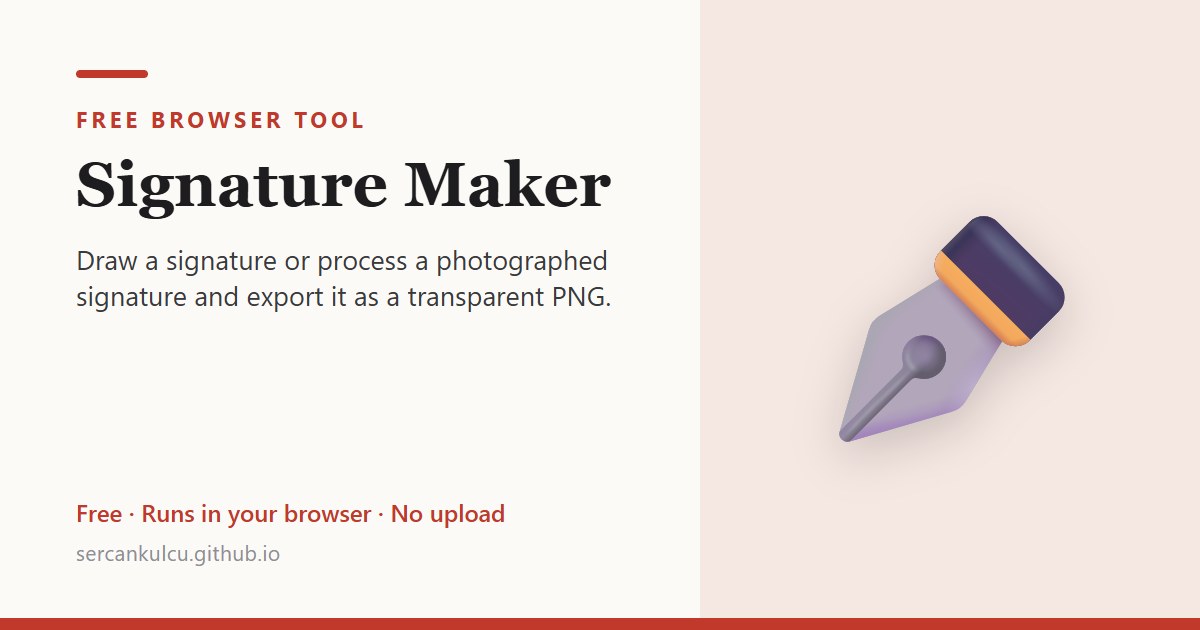 FREE BROWSER TOOL
Signature Maker
Draw a signature or process a photographed
signature and export it as a transparent PNG.
Free · Runs in your browser · No upload
sercankulcu.github.io